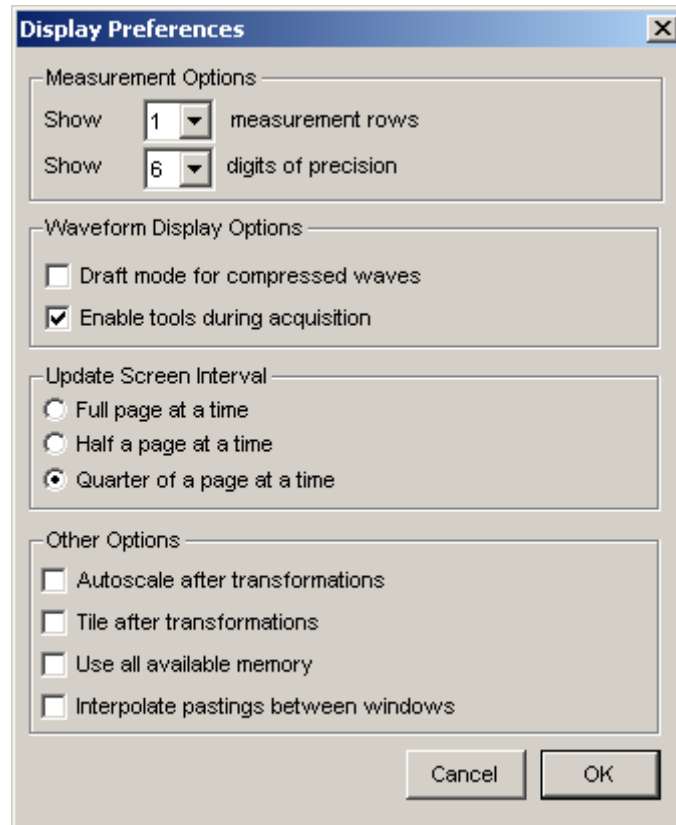 Display Preferences
Measurement Options
Show 1 measurement rows
Show 6 digits of precision
Waveform Display Options
Draft mode for compressed waves
Enable tools during acquisition
Update Screen Interval
Full page at a time
Half a page at a time
Quarter of a page at a time
Other Options
Autoscale after transformations
Tile after transformations
Use all available memory
Interpolate pastings between windows
Cancel OK